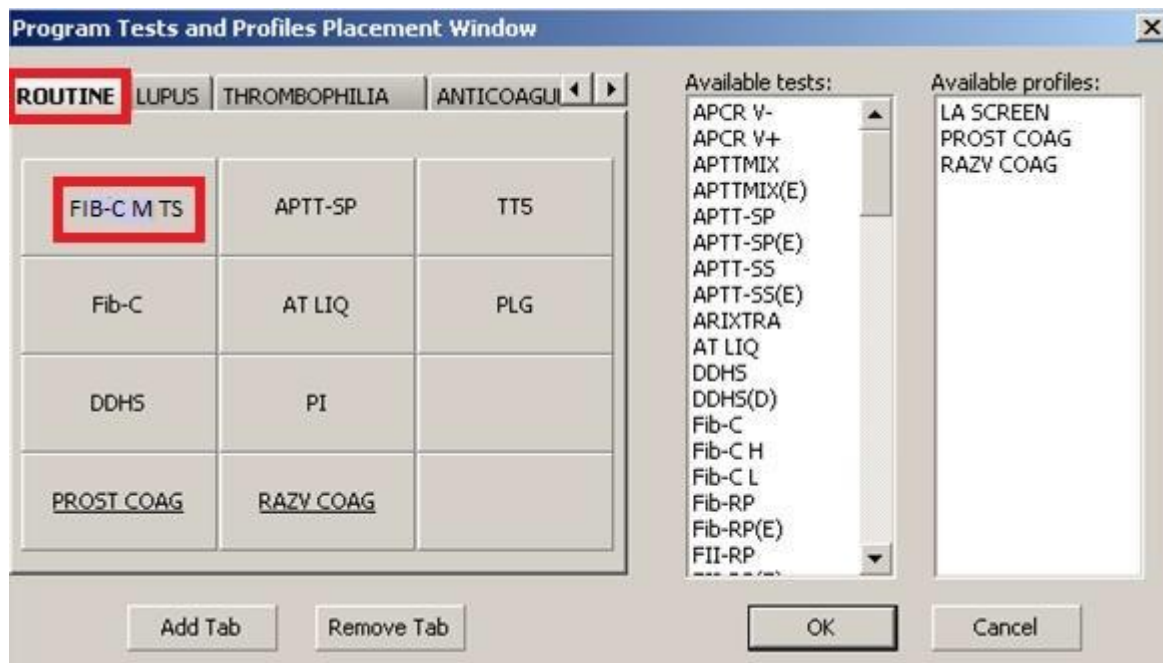 Program Tests and Profiles Placement Window
ROUTINE LUPUS THROMBOPHILIA ANTICOAGUL
FIB-C M TS APTT-SP TT5
Fib-C AT LIQ PLG
DDHS PI
PROST COAG RAZV COAG
Add Tab Remove Tab
Available tests:
APCR V-
APCR V+
APTTMIX
APTTMIX(E)
APTT-SP
APTT-SP(E)
APTT-SS
APTT-SS(E)
ARIXTRA
AT LIQ
DDHS
DDHS(D)
Fib-C
Fib-C H
Fib-C L
Fib-RP
Fib-RP(E)
FII-RP
Available profiles:
LA SCREEN
PROST COAG
RAZV COAG
OK Cancel